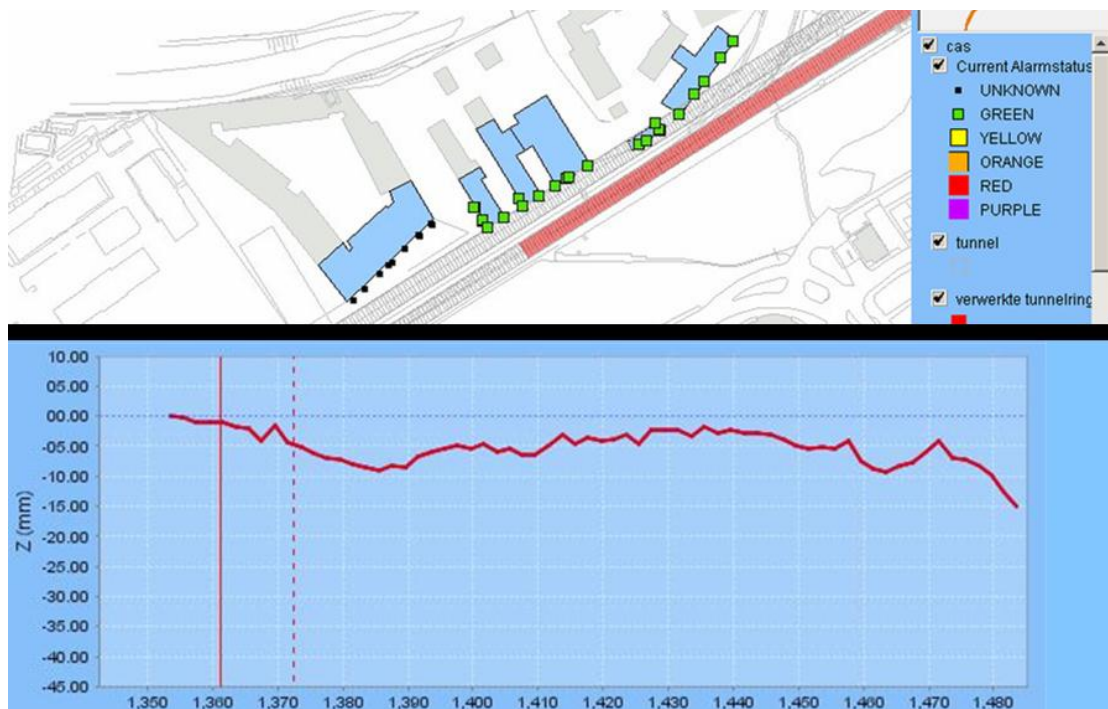 cas
Current Alarmstatus
UNKNOWN
GREEN
YELLOW
ORANGE
RED
PURPLE
tunnel
verwerkte tunnelring
10.00
05.00
00.00
-05.00
-10.00
-15.00
-20.00
-25.00
-30.00
-35.00
-40.00
-45.00
Z (mm)
1,350 1,360 1,370 1,380 1,390 1,400 1,410 1,420 1,430 1,440 1,450 1,460 1,470 1,480